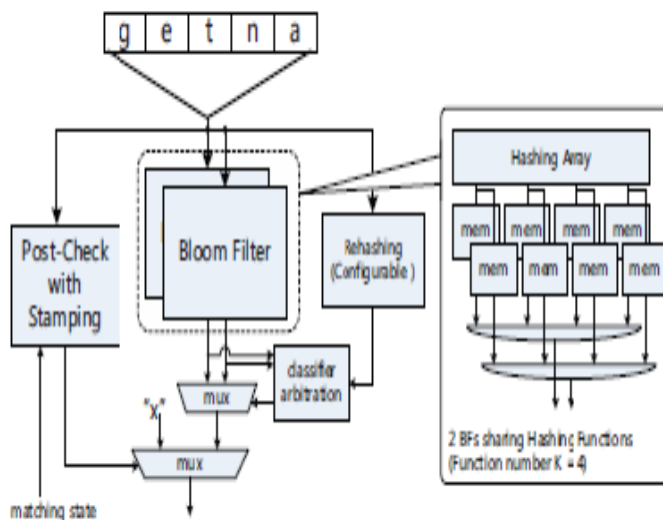 g e t n a
Hashing Array
mem mem mem mem
mem mem mem mem
Post-Check
with
Stamping
Bloom Filter
Rehashing
(Configurable )
classifier
arbitration
mux
"x"
mux
2 BFs sharing Hashing Functions
(Function number K = 4)
matching state